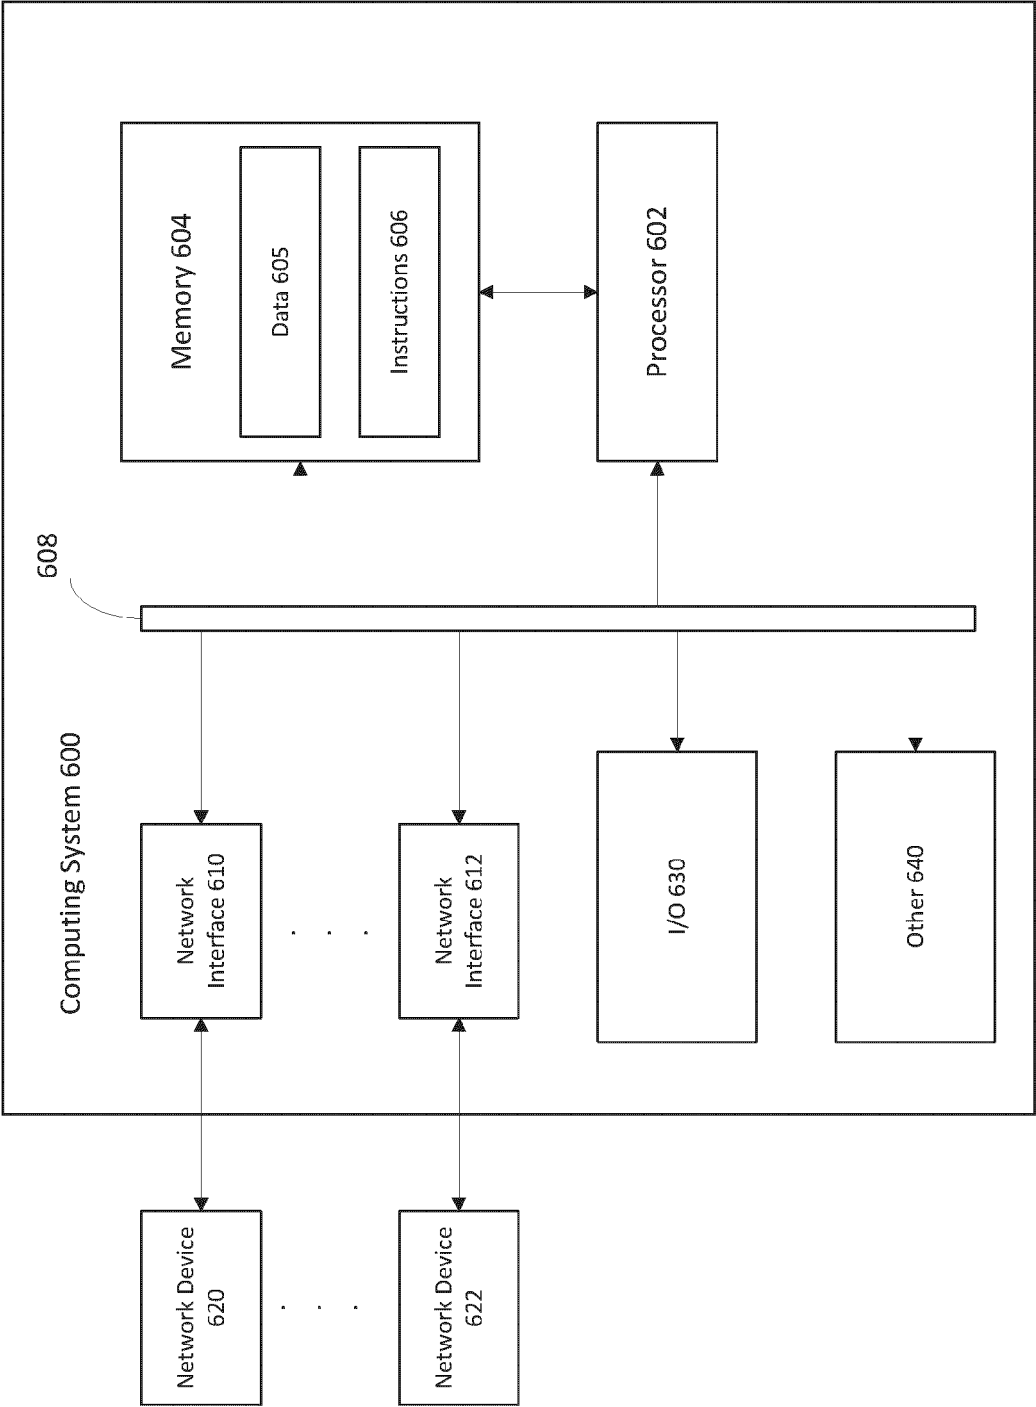 Computing System 600
608
Memory 604
Data 605
Instructions 606
Processor 602
Network
Interface 610
. . .
Network
Interface 612
I/O 630
Other 640
Network Device
620
. . .
Network Device
622